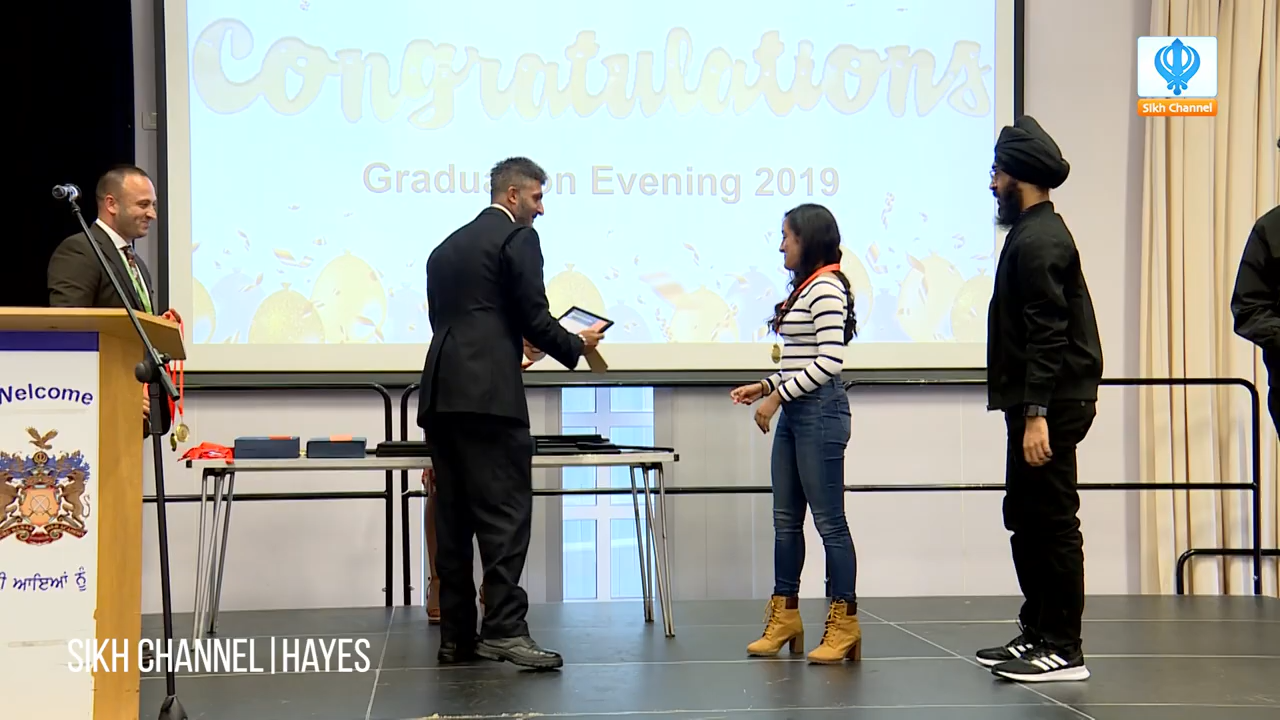 Congratulations
Graduation Evening 2019
Sikh Channel
Welcome
ਆਇਆਂ ਨੂੰ
SIKH CHANNEL | HAYES